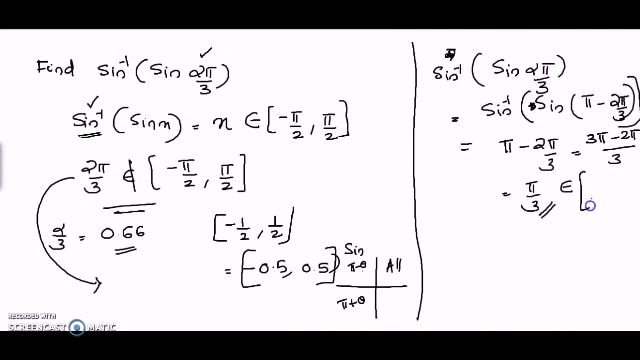 Find Sin⁻¹(Sin 2π/3)
Sin⁻¹(Sinx) = x ∈ [-π/2, π/2]
2π/3 ∉ [-π/2, π/2]
2/3 = 0.66
[-1/2, 1/2]
= [-0.5, 0.5]
Sin
π-θ All
π+θ
Sin⁻¹(Sin 2π/3)
= Sin⁻¹(Sin(π-2π/3))
= π-2π/3 = 3π-2π/3
= π/3 ∈ [
RECORDED WITH
SCREENCAST MATIC